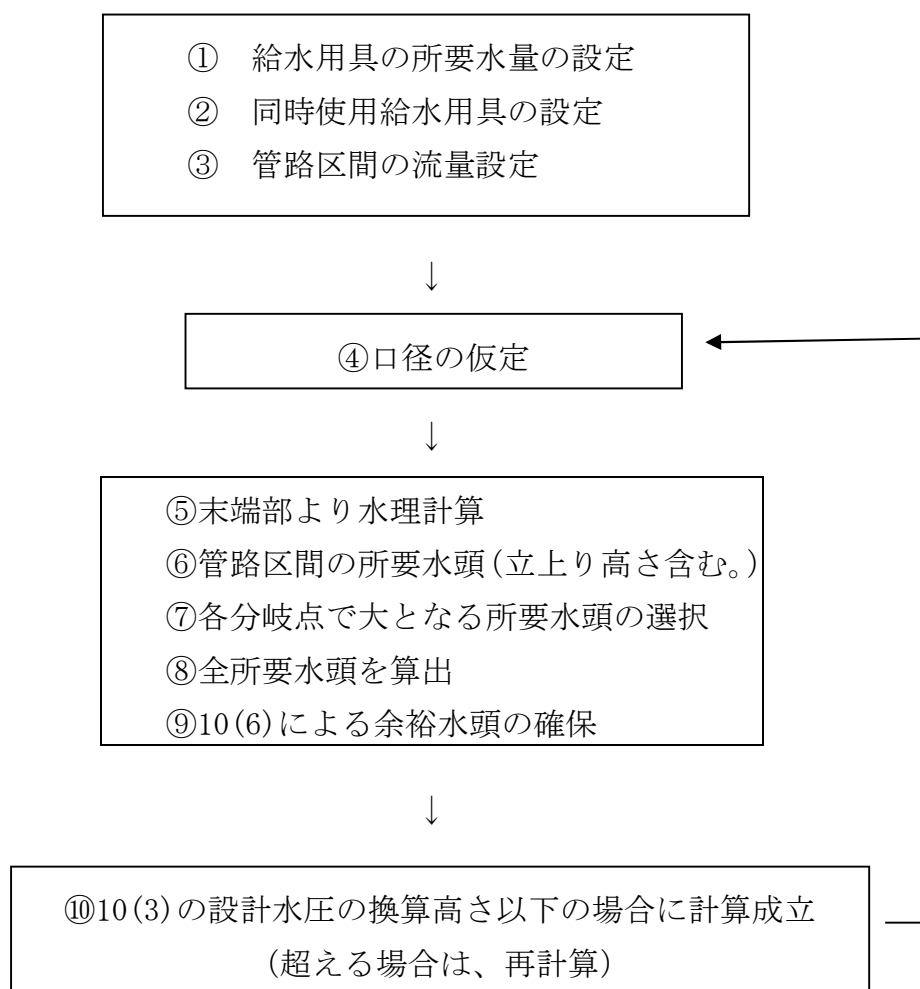 ① 給水用具の所要水量の設定
② 同時使用給水用具の設定
③ 管路区間の流量設定
↓
④口径の仮定
↓
⑤末端部より水理計算
⑥管路区間の所要水頭(立上り高さ含む。)
⑦各分岐点で大となる所要水頭の選択
⑧全所要水頭を算出
⑨10(6)による余裕水頭の確保
↓
⑩10(3)の設計水圧の換算高さ以下の場合に計算成立
(超える場合は、再計算)